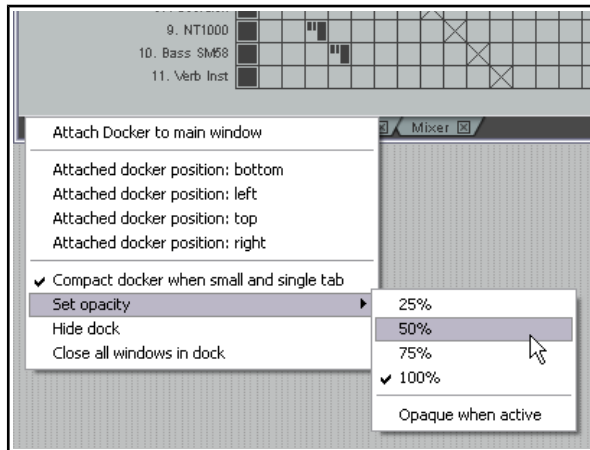 9. NT1000
10. Bass SM58
11. Verb Inst
Mixer
Attach Docker to main window
Attached docker position: bottom
Attached docker position: left
Attached docker position: top
Attached docker position: right
Compact docker when small and single tab
Set opacity
25%
Hide dock
50%
Close all windows in dock
75%
100%
Opaque when active